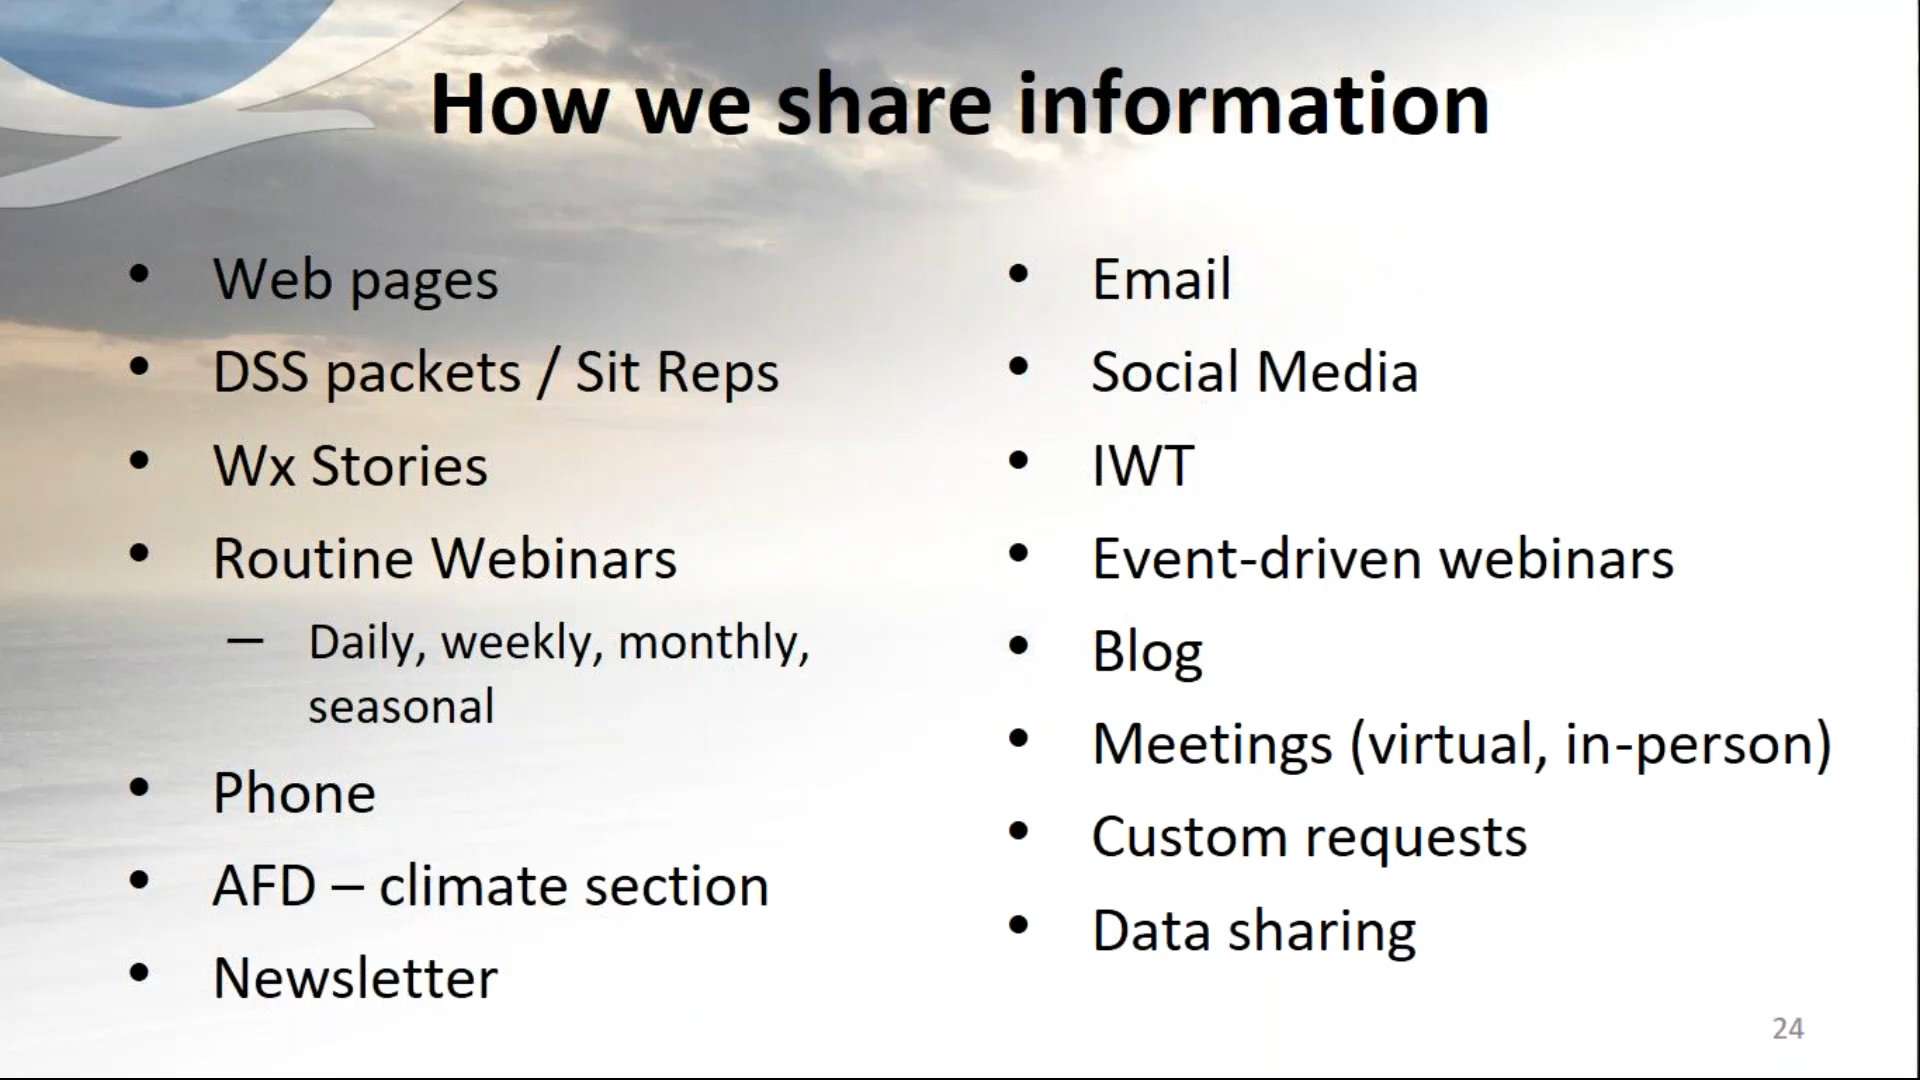 How we share information
• Web pages
• DSS packets / Sit Reps
• Wx Stories
• Routine Webinars
– Daily, weekly, monthly,
seasonal
• Phone
• AFD – climate section
• Newsletter
• Email
• Social Media
• IWT
• Event-driven webinars
• Blog
• Meetings (virtual, in-person)
• Custom requests
• Data sharing
24